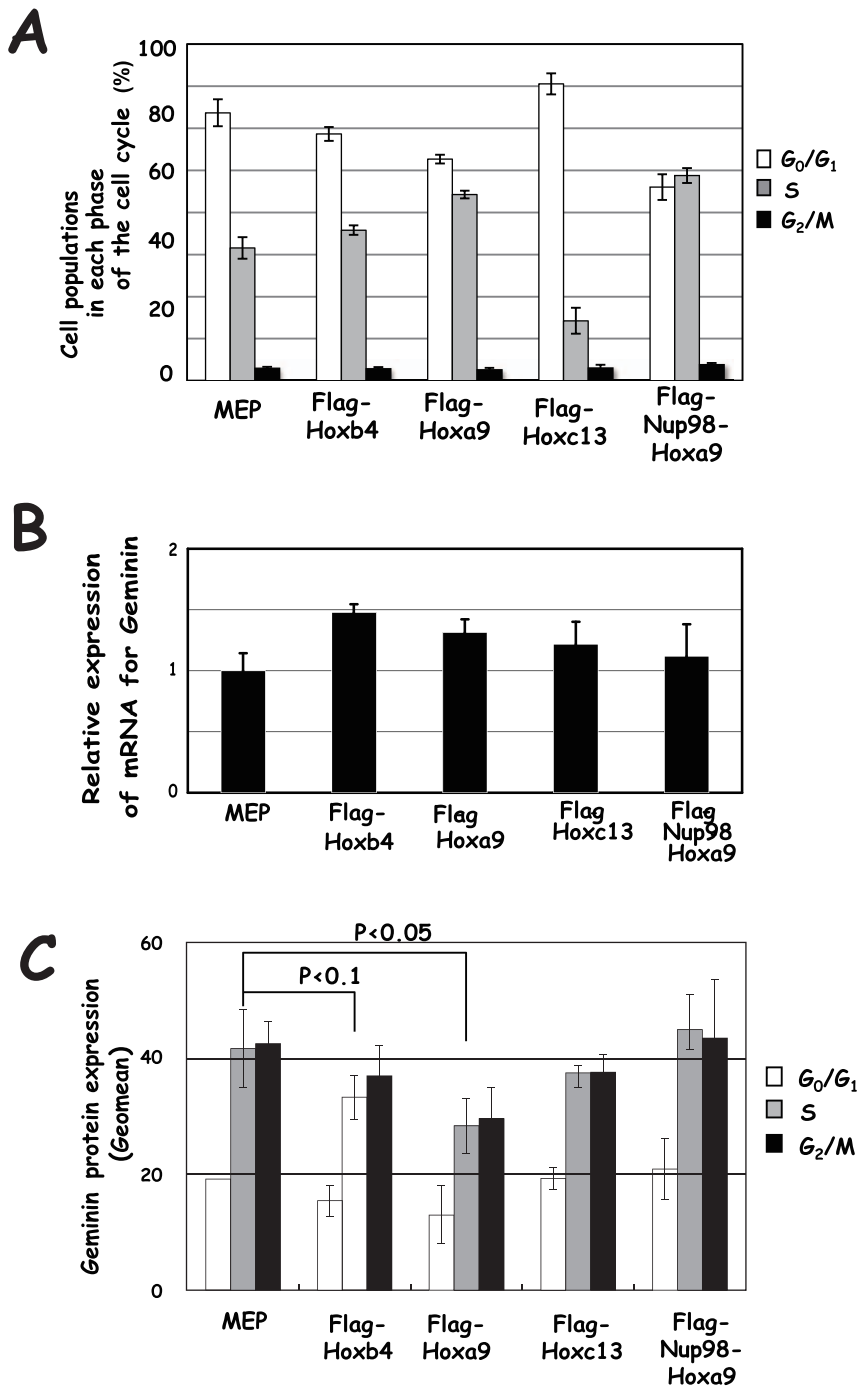 A
Cell populations
in each phase
of the cell cycle (%)
100
80
60
40
20
0
G0/G1
S
G2/M
MEP
Flag-
Hoxb4
Flag-
Hoxa9
Flag-
Hoxc13
Flag-
Nup98-
Hoxa9
B
Relative expression
of mRNA for Geminin
2
1
0
MEP
Flag-
Hoxb4
Flag
Hoxa9
Flag
Hoxc13
Flag
Nup98
Hoxa9
C
Geminin protein expression
(Geomean)
60
40
20
0
P<0.05
P<0.1
G0/G1
S
G2/M
MEP
Flag-
Hoxb4
Flag-
Hoxa9
Flag-
Hoxc13
Flag-
Nup98-
Hoxa9